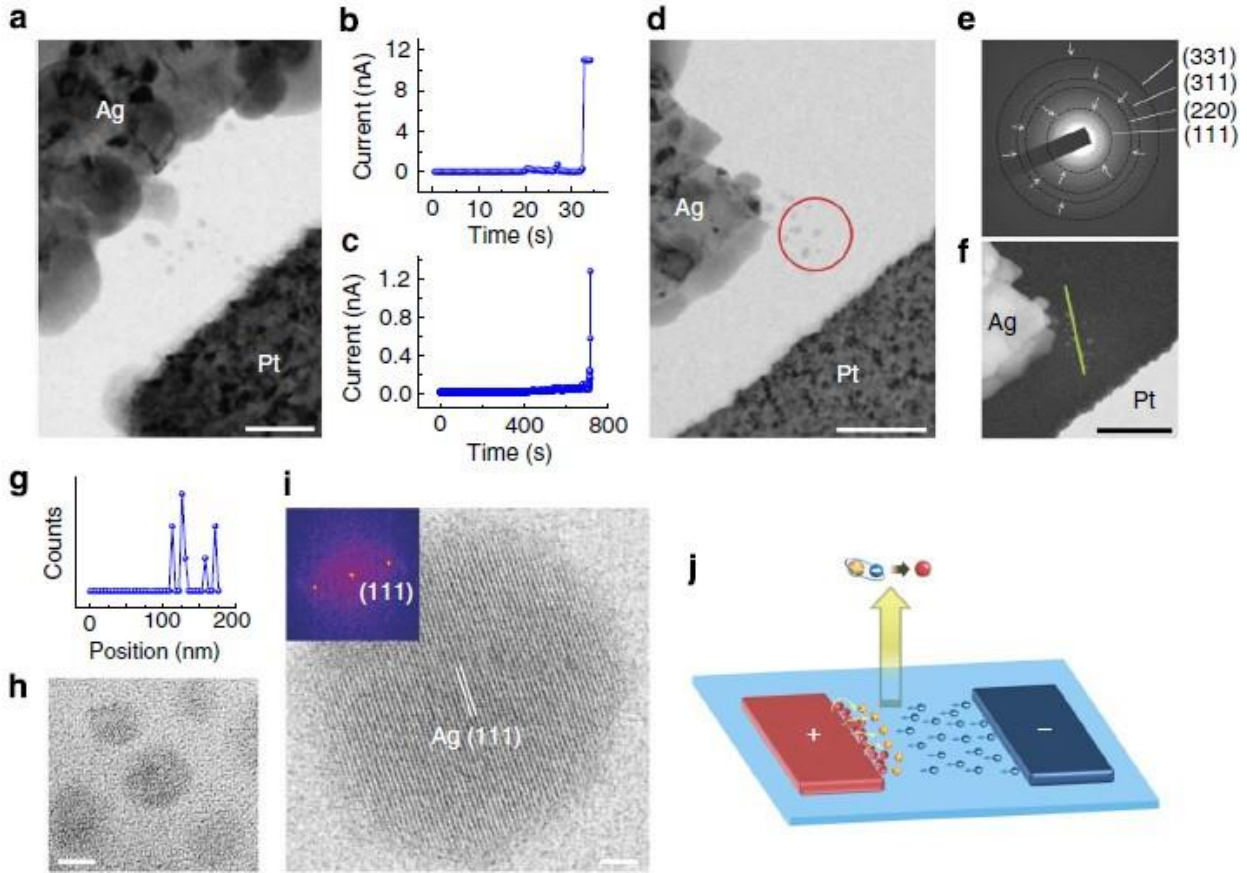 a
Ag
Pt
b
Current (nA)
12
8
4
0
0 10 20 30
Time (s)
c
Current (nA)
1.2
0.8
0.4
0.0
0 400 800
Time (s)
d
Ag
Pt
e
(331)
(311)
(220)
(111)
f
Ag
Pt
g
Counts
0 100 200
Position (nm)
h
i
(111)
Ag (111)
j
+
−